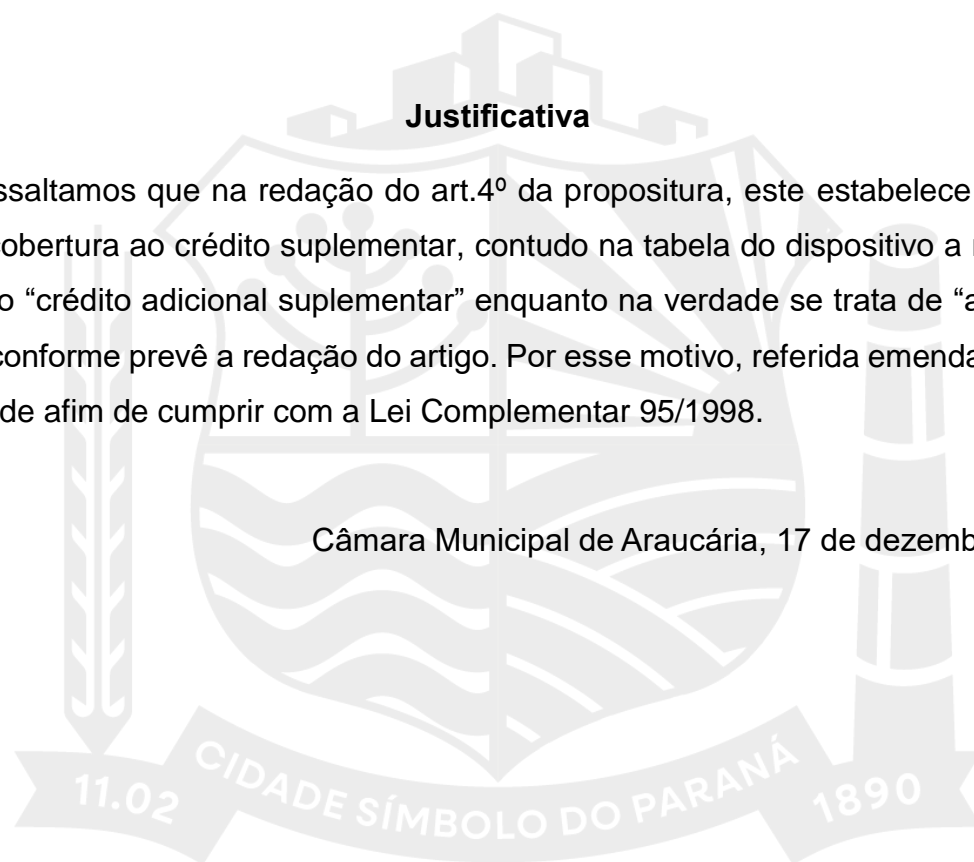 Justificativa
ssaltamos que na redação do art.4º da propositura, este estabelece
cobertura ao crédito suplementar, contudo na tabela do dispositivo a
o “crédito adicional suplementar” enquanto na verdade se trata de “a
conforme prevê a redação do artigo. Por esse motivo, referida emenda
de afim de cumprir com a Lei Complementar 95/1998.
Câmara Municipal de Araucária, 17 de dezemb
11.02 CIDADE SÍMBOLO DO PARANÁ 1890